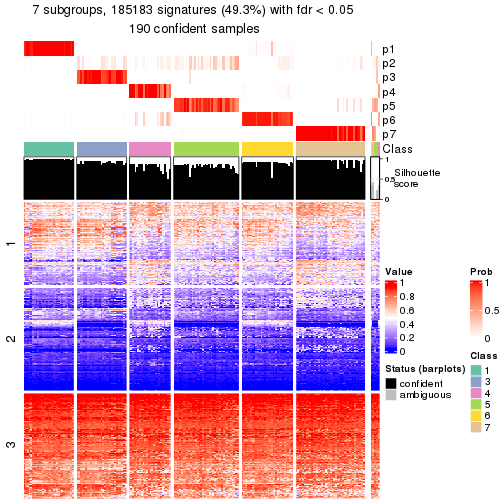 7 subgroups, 185183 signatures (49.3%) with fdr < 0.05
190 confident samples
p1
p2
p3
p4
p5
p6
p7
Class
1
0.5
0
Silhouette
score
1
2
3
Value
1
0.8
0.6
0.4
0.2
0
Status (barplots)
confident
ambiguous
Prob
1
0.5
0
Class
1
3
4
5
6
7